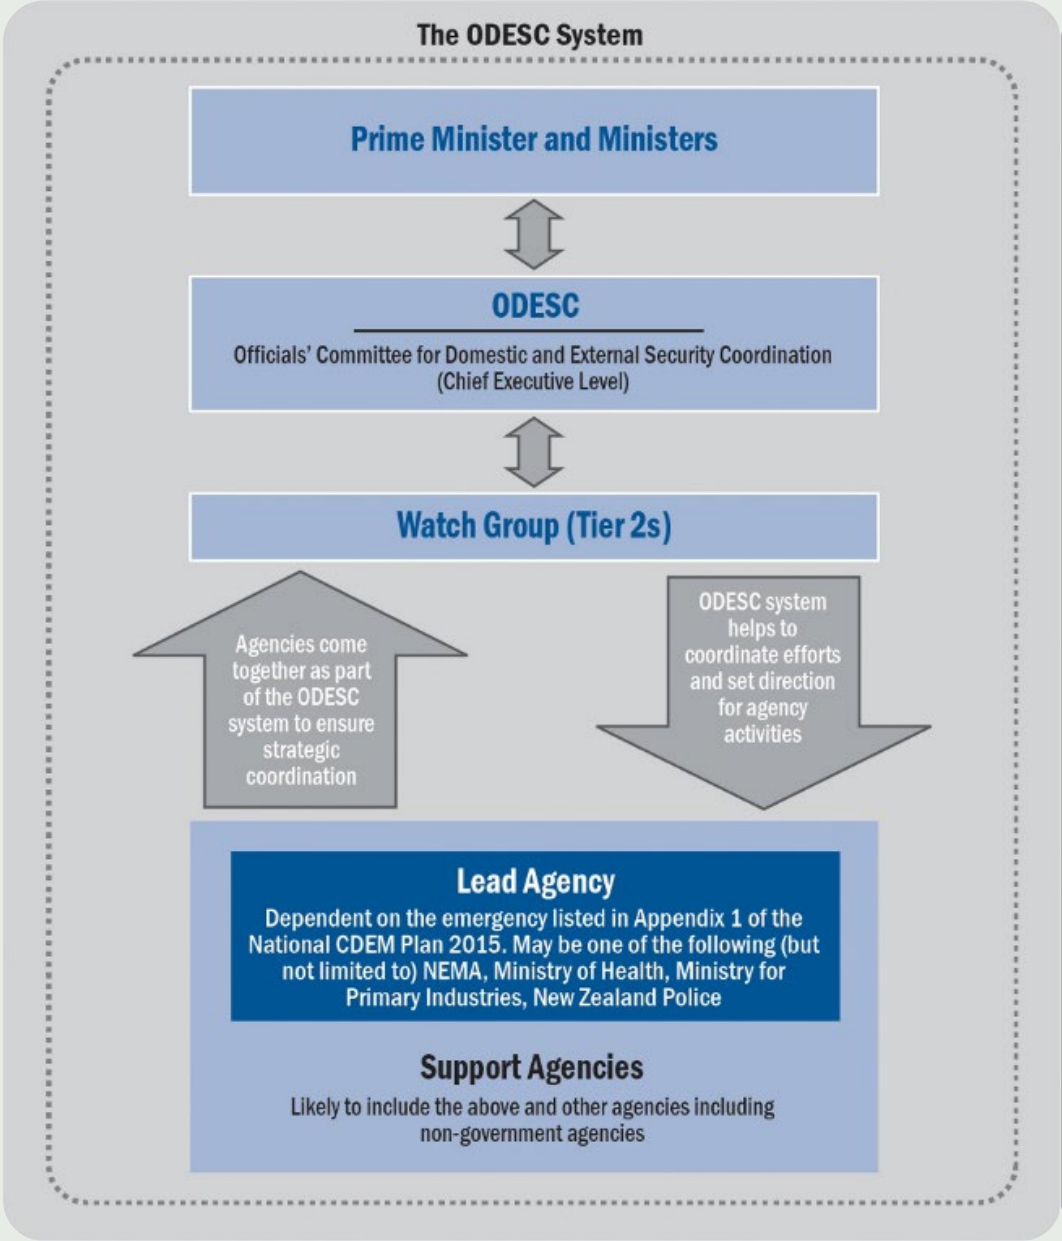 The ODESC System
Prime Minister and Ministers
ODESC
Officials’ Committee for Domestic and External Security Coordination
(Chief Executive Level)
Watch Group (Tier 2s)
Agencies come
together as part
of the ODESC
system to ensure
strategic
coordination
ODESC system
helps to
coordinate efforts
and set direction
for agency
activities
Lead Agency
Dependent on the emergency listed in Appendix 1 of the
National CDEM Plan 2015. May be one of the following (but
not limited to) NEMA, Ministry of Health, Ministry for
Primary Industries, New Zealand Police
Support Agencies
Likely to include the above and other agencies including
non-government agencies